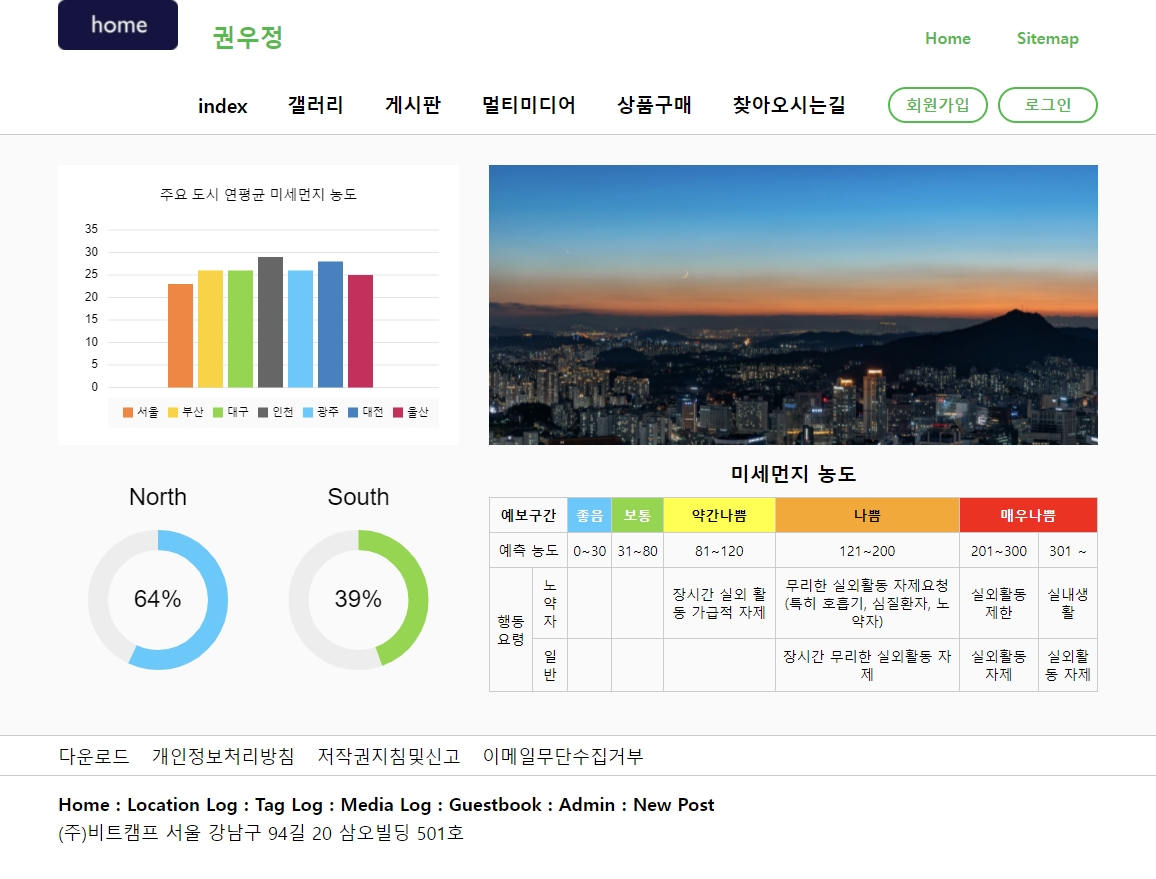 home
권우정
Home Sitemap
index 갤러리 게시판 멀티미디어 상품구매 찾아오시는길 회원가입 로그인
주요 도시 연평균 미세먼지 농도
35
30
25
20
15
10
5
0
서울 부산 대구 인천 광주 대전 울산
North South
64% 39%
미세먼지 농도
예보구간 좋음 보통 약간나쁨 나쁨 매우나쁨
예측 농도 0~30 31~80 81~120 121~200 201~300 301 ~
행동
요령
노
약
자
장시간 실외 활
동 가급적 자제
무리한 실외활동 자제요청
(특히 호흡기, 심질환자, 노
약자)
실외활동
제한
실내생
활
일
반
장시간 무리한 실외활동 자
제
실외활동
자제
실외활
동 자제
다운로드 개인정보처리방침 저작권지침및신고 이메일무단수집거부
Home : Location Log : Tag Log : Media Log : Guestbook : Admin : New Post
(주)비트캠프 서울 강남구 94길 20 삼오빌딩 501호